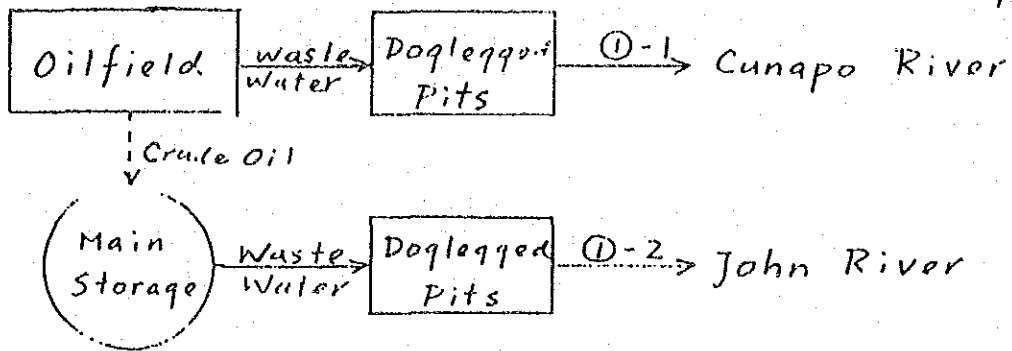 Oilfield
Waste
Water
Doglegged
Pits
①-1
Cunapo River
Crude Oil
Main
Storage
Waste
Water
Doglegged
Pits
①-2
John River